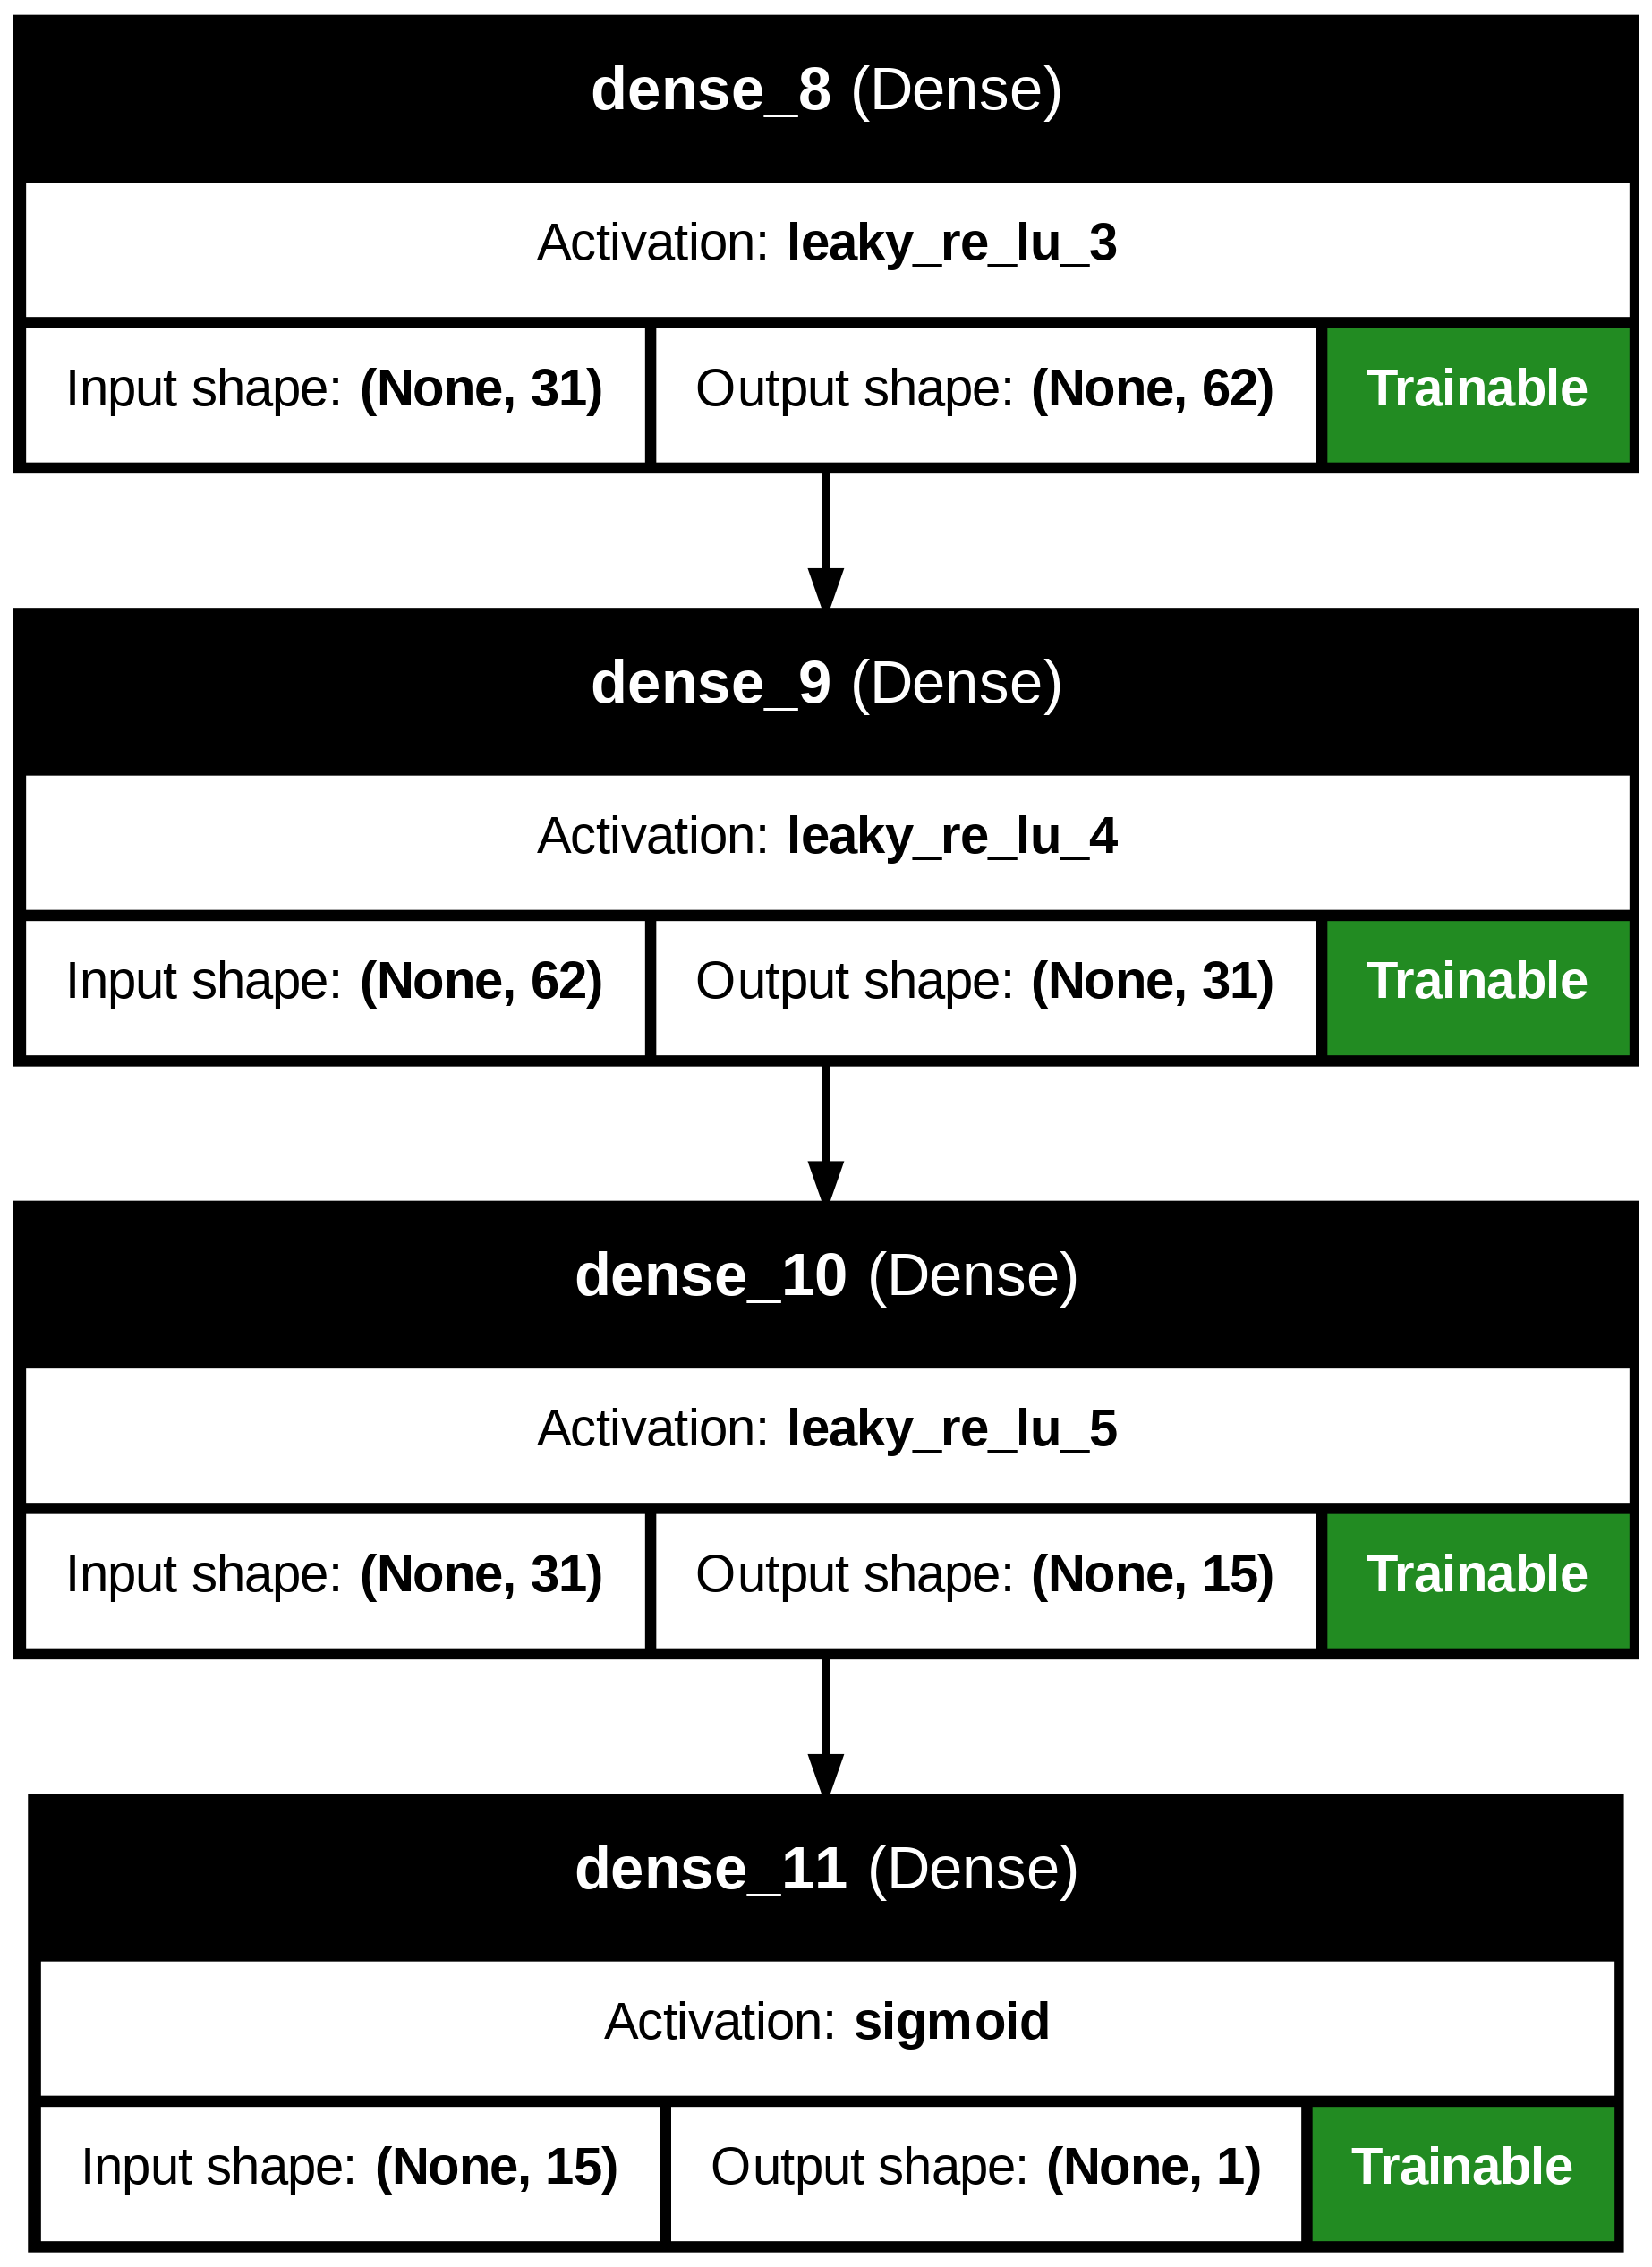 dense_8 (Dense)
Activation: leaky_re_lu_3
Input shape: (None, 31) Output shape: (None, 62) Trainable
dense_9 (Dense)
Activation: leaky_re_lu_4
Input shape: (None, 62) Output shape: (None, 31) Trainable
dense_10 (Dense)
Activation: leaky_re_lu_5
Input shape: (None, 31) Output shape: (None, 15) Trainable
dense_11 (Dense)
Activation: sigmoid
Input shape: (None, 15) Output shape: (None, 1) Trainable